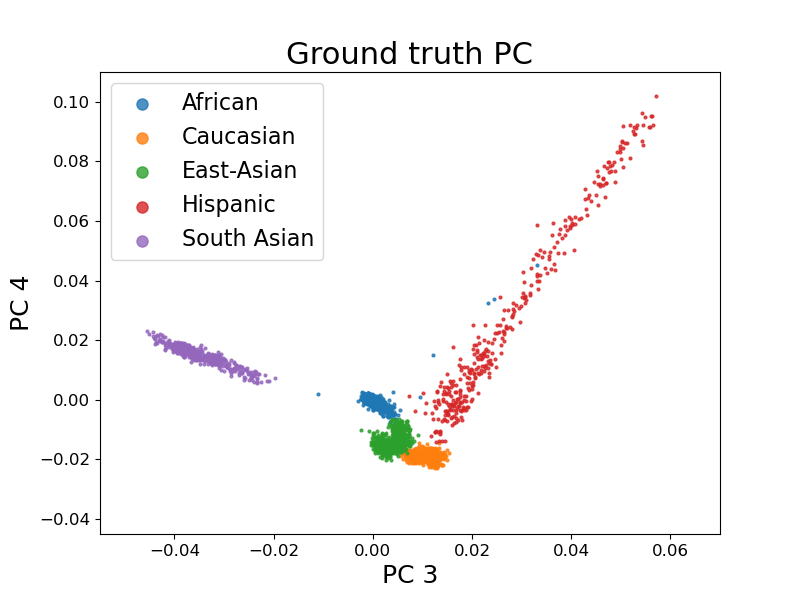 Ground truth PC
African
Caucasian
East-Asian
Hispanic
South Asian
0.10
0.08
0.06
0.04
0.02
0.00
−0.02
−0.04
PC 4
−0.04
−0.02
0.00
0.02
0.04
0.06
PC 3